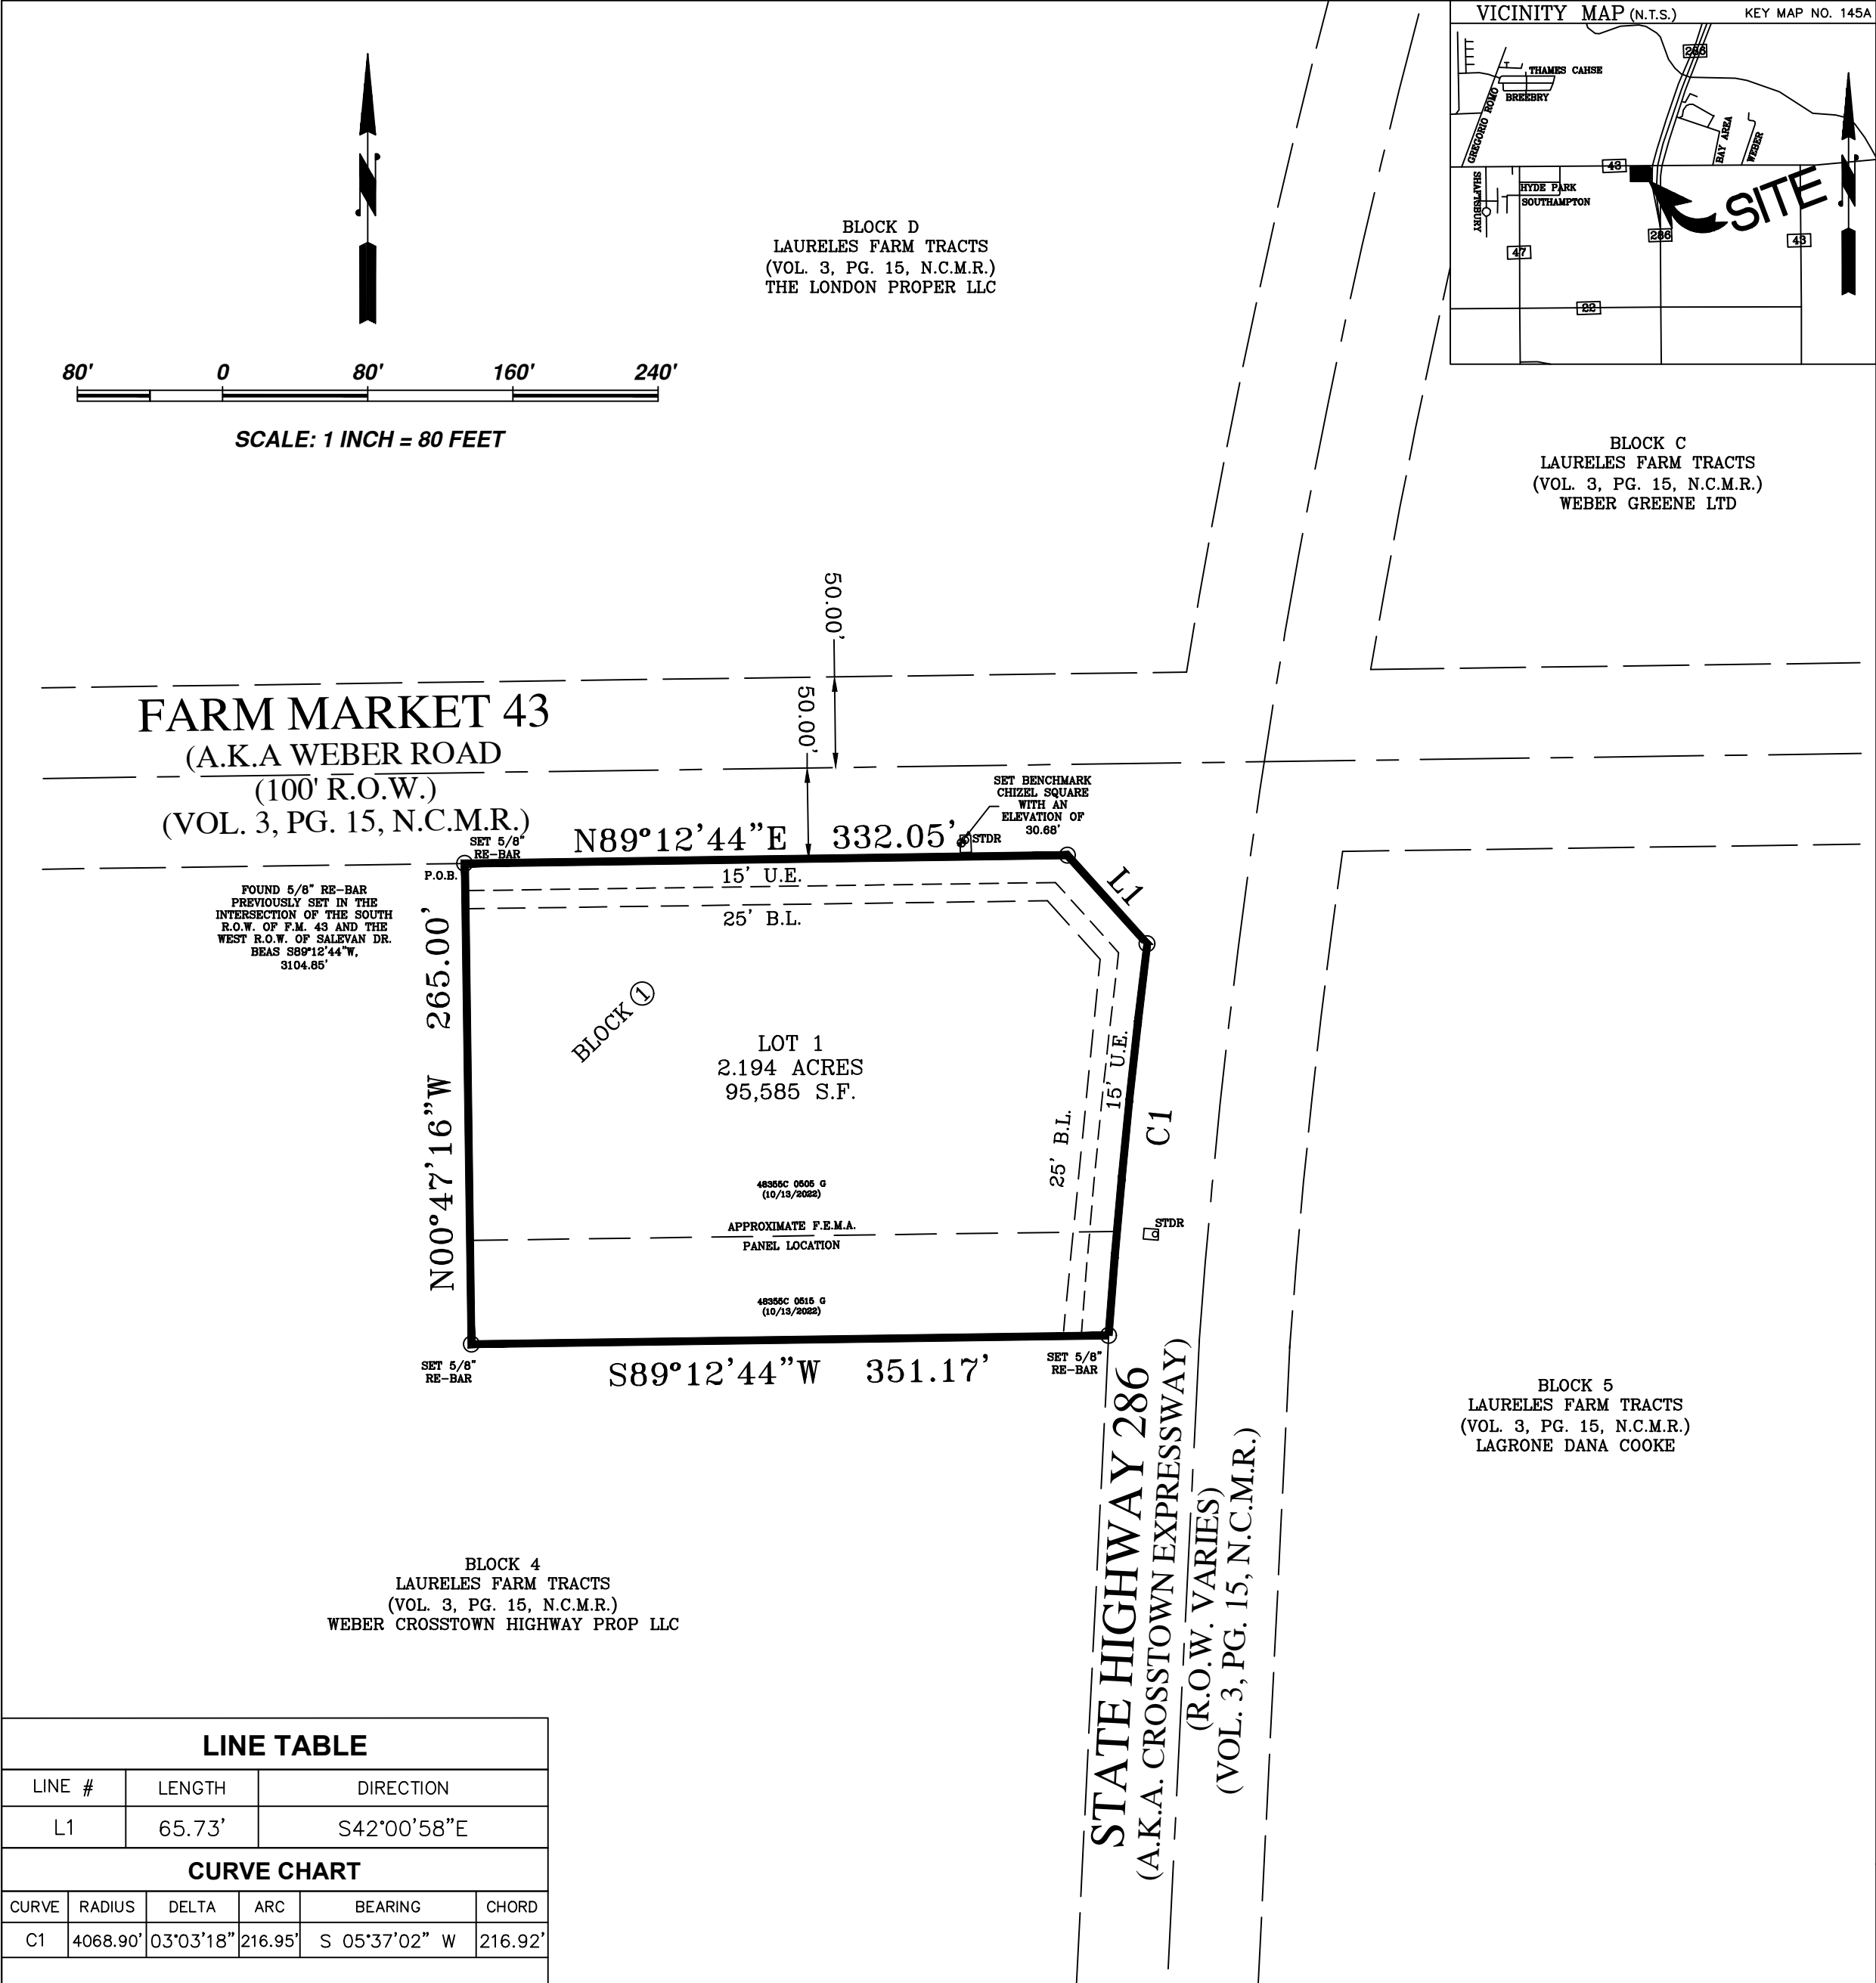 VICINITY MAP (N.T.S.) KEY MAP NO. 145A
286
THAMES CAHSE
BREEBRY
GREGORIO ROMO
BAY AREA
WEBER
43
HYDE PARK
SOUTHAMPTON
SHAFTSBURY
SITE
286
43
47
22
80' 0 80' 160' 240'
SCALE: 1 INCH = 80 FEET
BLOCK D
LAURELES FARM TRACTS
(VOL. 3, PG. 15, N.C.M.R.)
THE LONDON PROPER LLC
BLOCK C
LAURELES FARM TRACTS
(VOL. 3, PG. 15, N.C.M.R.)
WEBER GREENE LTD
50.00'
50.00'
FARM MARKET 43
(A.K.A WEBER ROAD
(100' R.O.W.)
(VOL. 3, PG. 15, N.C.M.R.)
SET BENCHMARK
CHIZEL SQUARE
WITH AN
ELEVATION OF
30.68'
STDR
N89°12'44"E 332.05'
SET 5/8"
RE-BAR
P.O.B.
FOUND 5/8" RE-BAR
PREVIOUSLY SET IN THE
INTERSECTION OF THE SOUTH
R.O.W. OF F.M. 43 AND THE
WEST R.O.W. OF SALEVAN DR.
BEAS S89°12'44"W,
3104.85'
15' U.E.
25' B.L.
L1
N00°47'16"W 265.00'
BLOCK 1
LOT 1
2.194 ACRES
95,585 S.F.
15' U.E.
25' B.L.
C1
48355C 0505 G
(10/13/2022)
APPROXIMATE F.E.M.A.
PANEL LOCATION
48355C 0515 G
(10/13/2022)
STDR
SET 5/8"
RE-BAR
S89°12'44"W 351.17'
SET 5/8"
RE-BAR
BLOCK 5
LAURELES FARM TRACTS
(VOL. 3, PG. 15, N.C.M.R.)
LAGRONE DANA COOKE
STATE HIGHWAY 286
(A.K.A. CROSSTOWN EXPRESSWAY)
(R.O.W. VARIES)
(VOL. 3, PG. 15, N.C.M.R.)
BLOCK 4
LAURELES FARM TRACTS
(VOL. 3, PG. 15, N.C.M.R.)
WEBER CROSSTOWN HIGHWAY PROP LLC
LINE TABLE
LINE # LENGTH DIRECTION
L1 65.73' S42°00'58"E
CURVE CHART
CURVE RADIUS DELTA ARC BEARING CHORD
C1 4068.90' 03°03'18" 216.95' S 05°37'02" W 216.92'